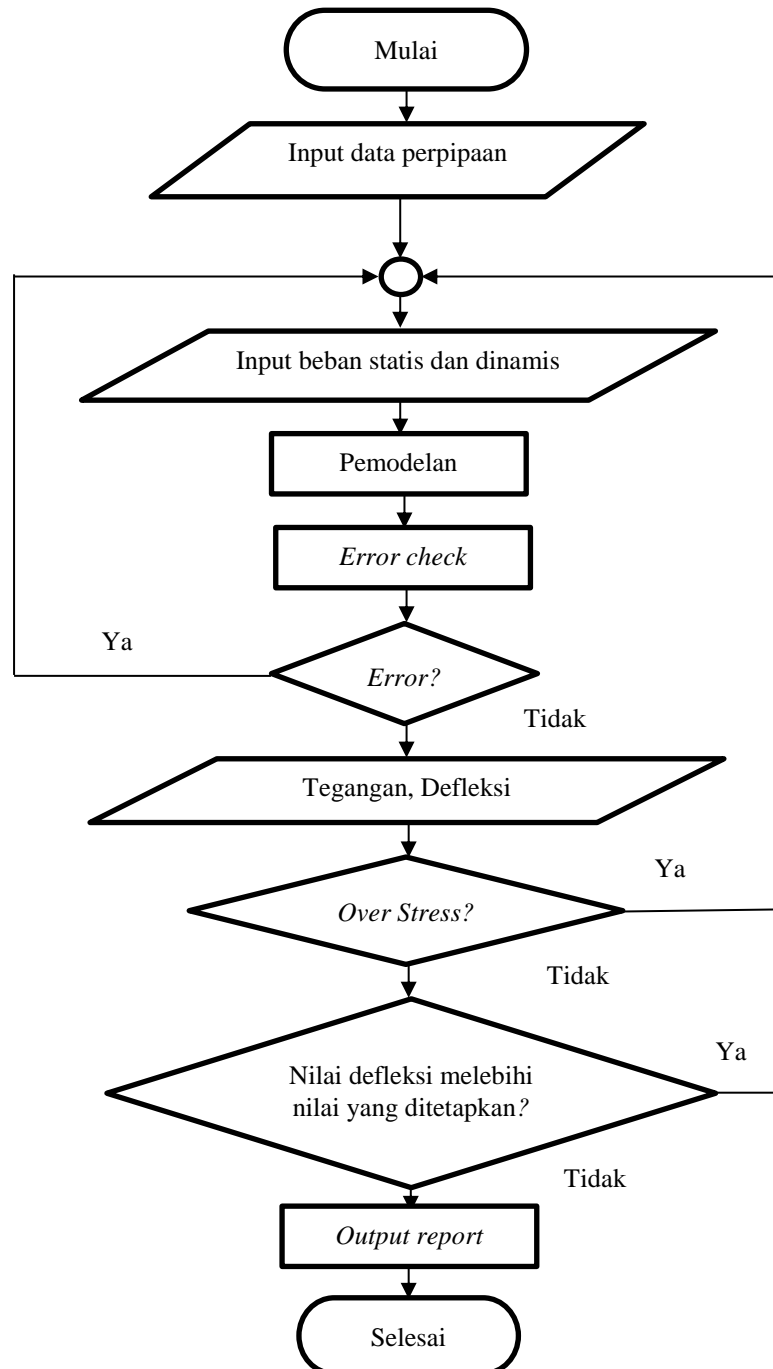 Mulai
Input data perpipaan
Input beban statis dan dinamis
Pemodelan
Error check
Ya
Error?
Tidak
Tegangan, Defleksi
Ya
Over Stress?
Tidak
Ya
Nilai defleksi melebihi
nilai yang ditetapkan?
Tidak
Output report
Selesai